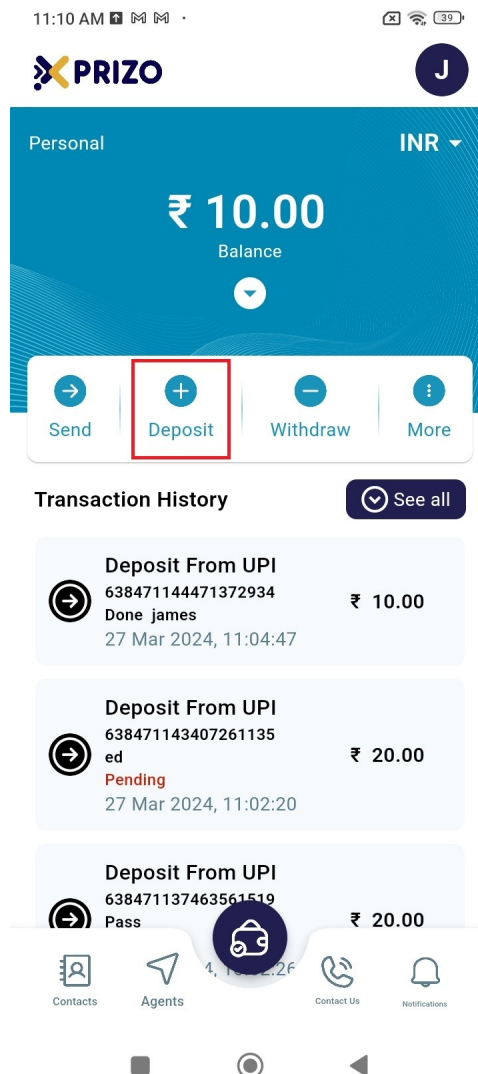 11:10 AM
39
PRIZO
J
Personal
INR
₹ 10.00
Balance
Send
Deposit
Withdraw
More
Transaction History
See all
Deposit From UPI
638471144471372934
Done james
₹ 10.00
27 Mar 2024, 11:04:47
Deposit From UPI
638471143407261135
ed
₹ 20.00
Pending
27 Mar 2024, 11:02:20
Deposit From UPI
638471137463561519
Pass
₹ 20.00
Contacts
Agents
Contact Us
Notifications